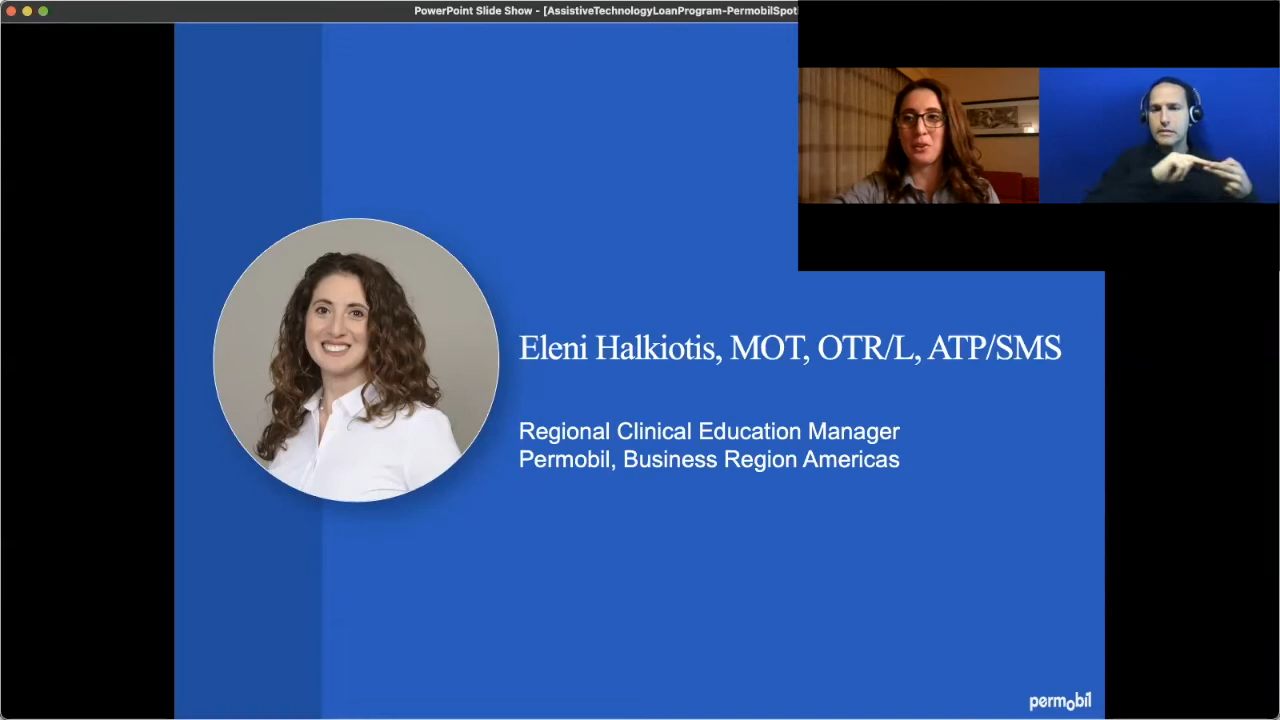 PowerPoint Slide Show - [AssistiveTechnologyLoanProgram-PermobilSpot
Eleni Halkiotis, MOT, OTR/L, ATP/SMS
Regional Clinical Education Manager
Permobil, Business Region Americas
permobil